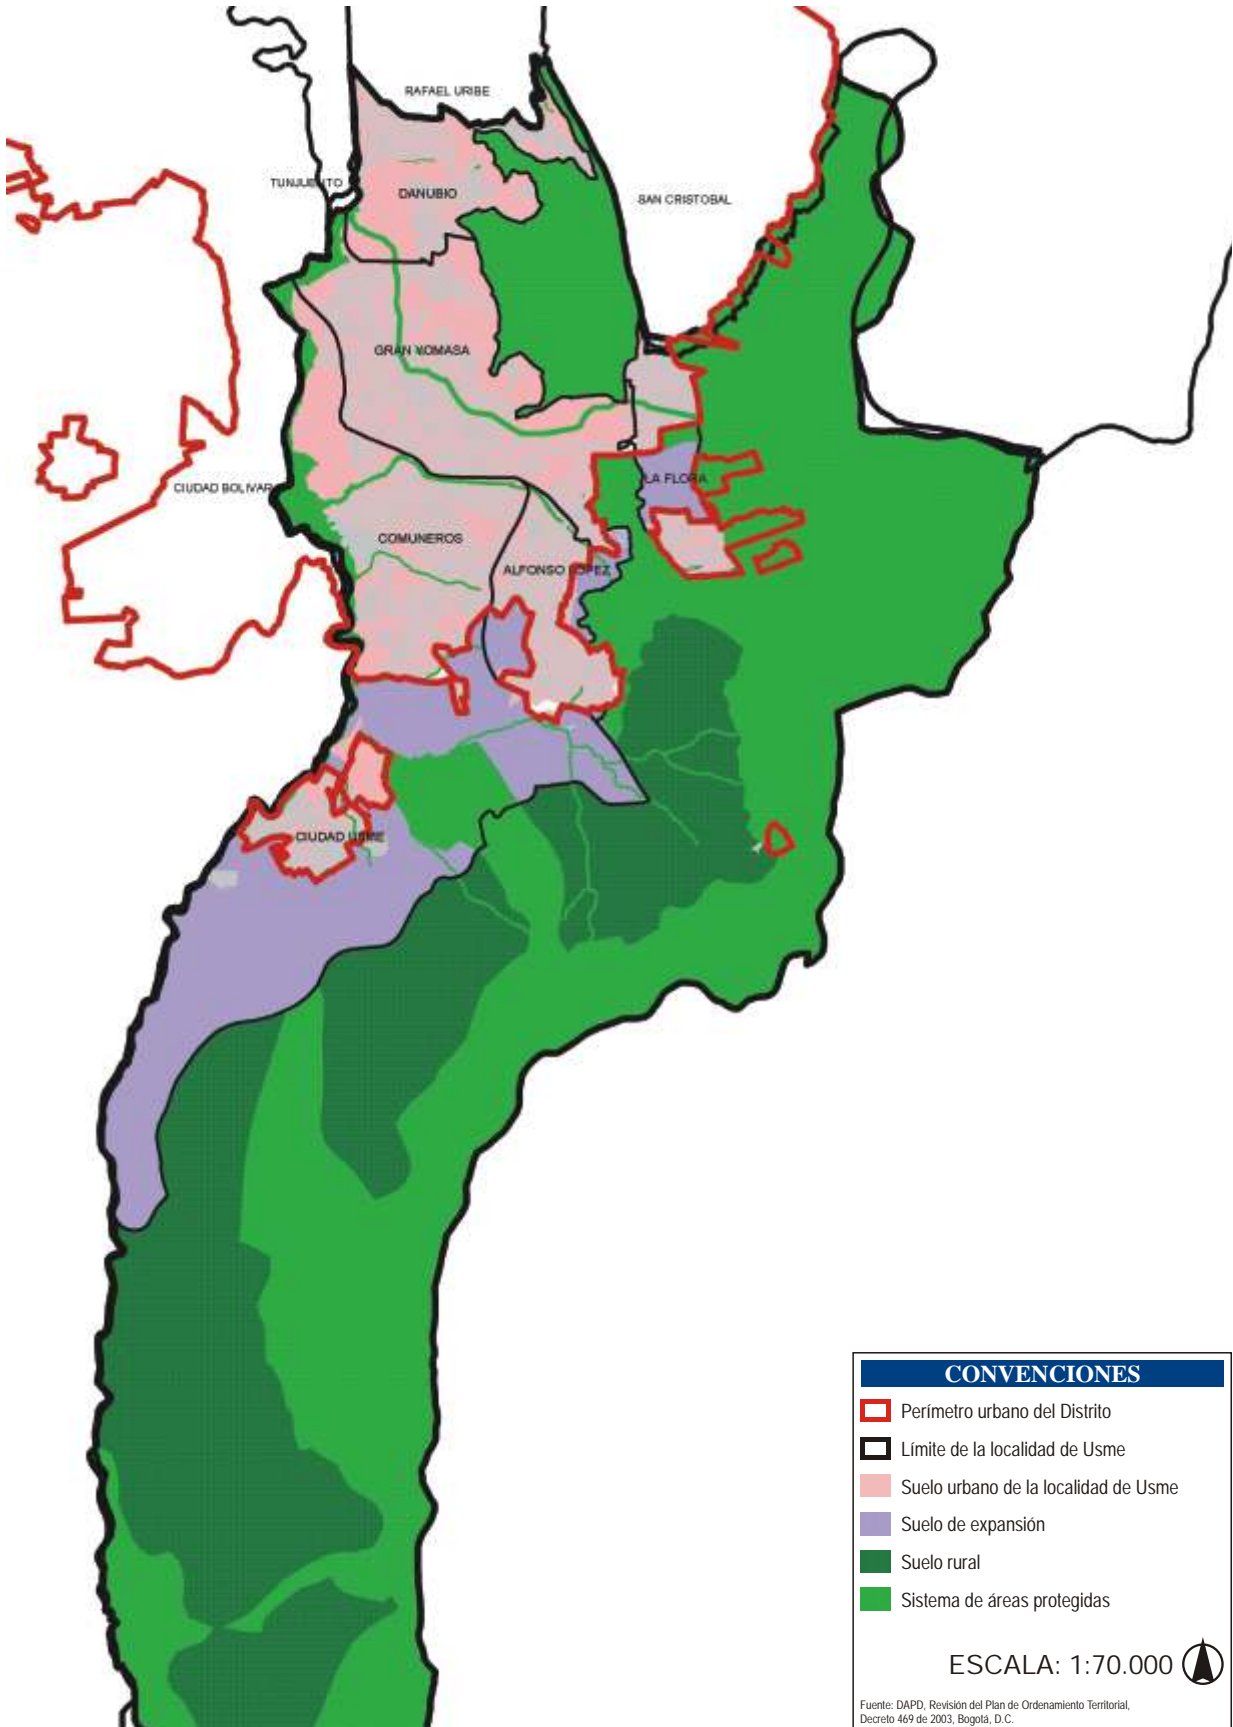 RAFAEL URIBE
TUNJUELITO
DANUBIO
SAN CRISTOBAL
GRAN YOMASA
CIUDAD BOLIVAR
LA FLORA
COMUNEROS
ALFONSO LOPEZ
CIUDAD USME
CONVENCIONES
Perímetro urbano del Distrito
Límite de la localidad de Usme
Suelo urbano de la localidad de Usme
Suelo de expansión
Suelo rural
Sistema de áreas protegidas
ESCALA: 1:70.000
Fuente: DAPD, Revisión del Plan de Ordenamiento Territorial,
Decreto 469 de 2003, Bogotá, D.C.